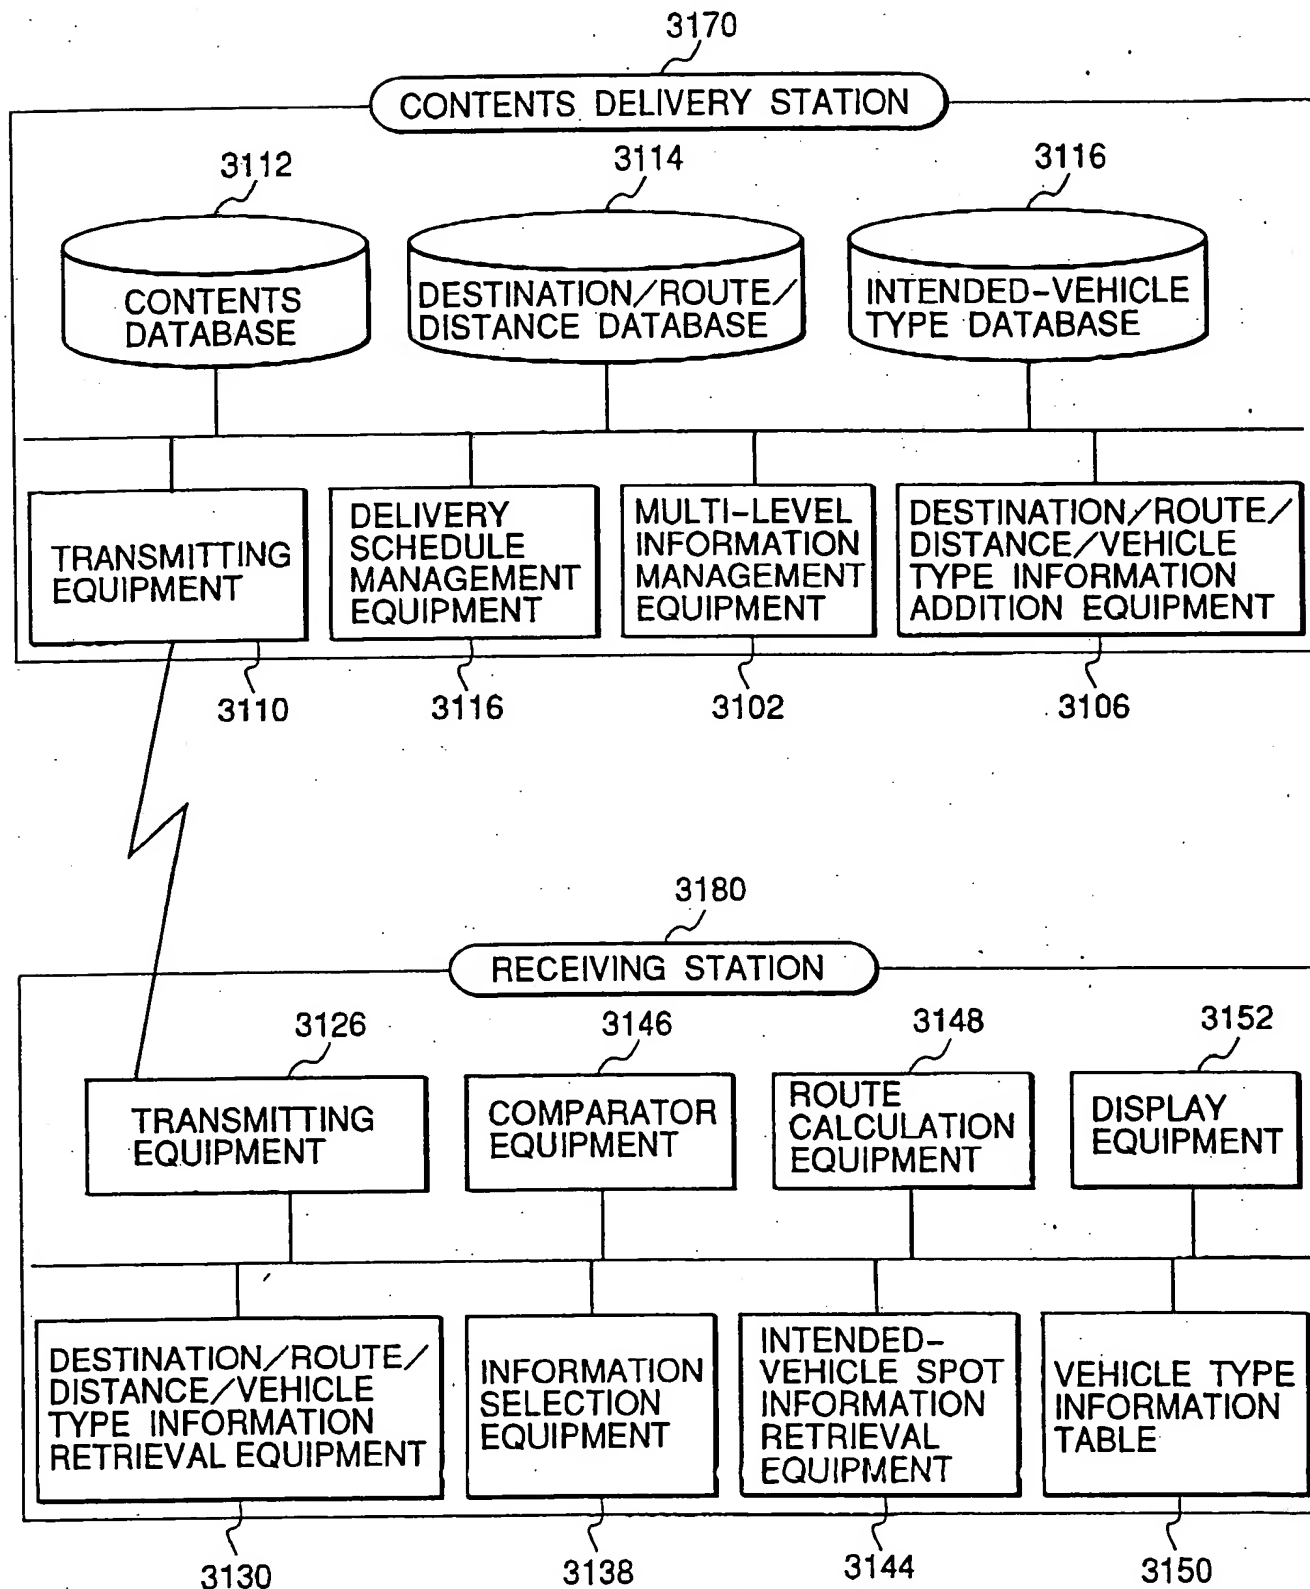 3170
CONTENTS DELIVERY STATION
3112
3114
3116
CONTENTS
DATABASE
DESTINATION/ROUTE/
DISTANCE DATABASE
INTENDED-VEHICLE
TYPE DATABASE
TRANSMITTING
EQUIPMENT
DELIVERY
SCHEDULE
MANAGEMENT
EQUIPMENT
MULTI-LEVEL
INFORMATION
MANAGEMENT
EQUIPMENT
DESTINATION/ROUTE/
DISTANCE/VEHICLE
TYPE INFORMATION
ADDITION EQUIPMENT
3110
3116
3102
3106
3180
RECEIVING STATION
3126
3146
3148
3152
TRANSMITTING
EQUIPMENT
COMPARATOR
EQUIPMENT
ROUTE
CALCULATION
EQUIPMENT
DISPLAY
EQUIPMENT
DESTINATION/ROUTE/
DISTANCE/VEHICLE
TYPE INFORMATION
RETRIEVAL EQUIPMENT
INFORMATION
SELECTION
EQUIPMENT
INTENDED-
VEHICLE SPOT
INFORMATION
RETRIEVAL
EQUIPMENT
VEHICLE TYPE
INFORMATION
TABLE
3130
3138
3144
3150